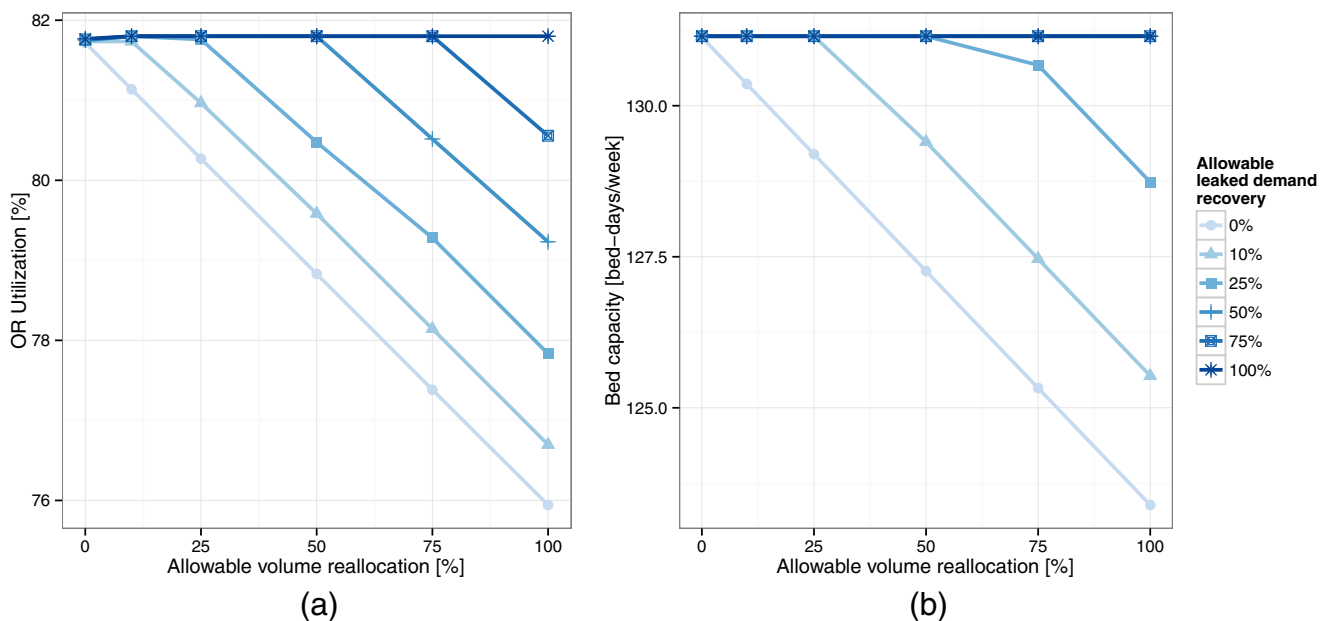 82
80
78
76
OR Utilization [%]
0
25
50
75
100
Allowable volume reallocation [%]
(a)
130.0
127.5
125.0
Bed capacity [bed−days/week]
0
25
50
75
100
Allowable volume reallocation [%]
(b)
Allowable
leaked demand
recovery
0%
10%
25%
50%
75%
100%